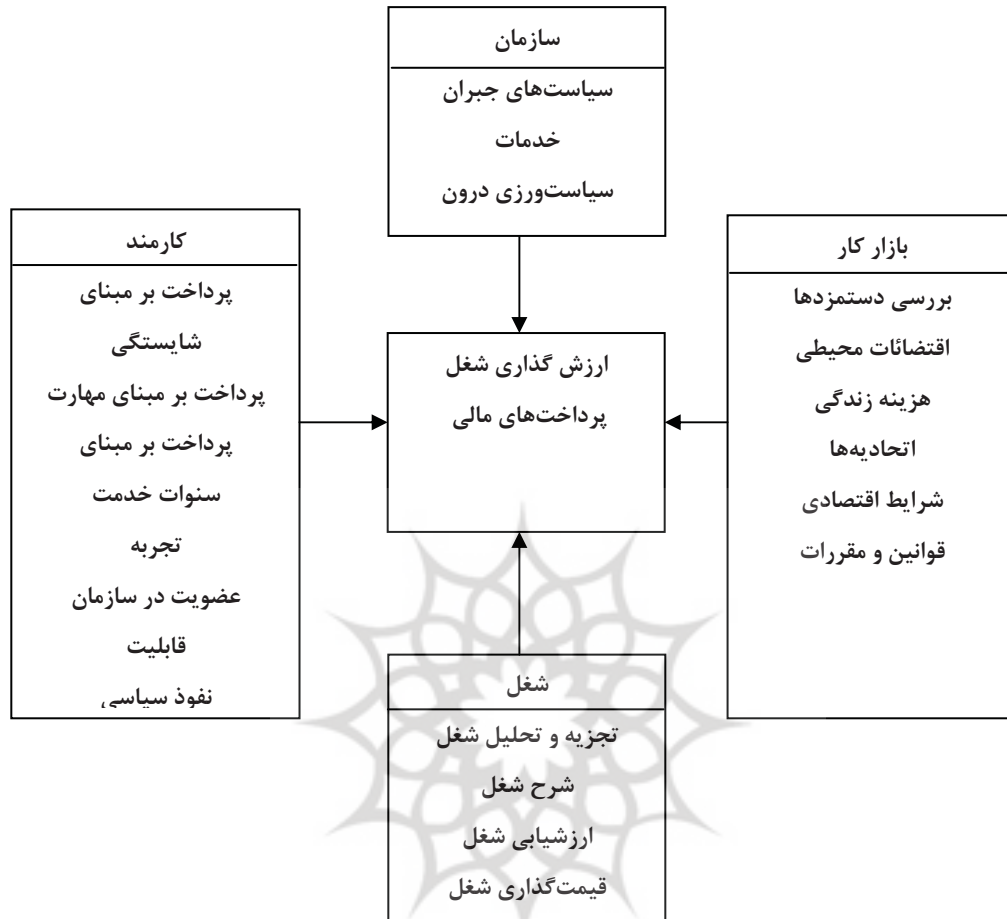 سازمان
سیاست‌های جبران
خدمات
سیاست‌ورزی درون
بازار کار
بررسی دستمزدها
اقتضائات محیطی
هزینه زندگی
اتحادیه‌ها
شرایط اقتصادی
قوانین و مقررات
ارزش گذاری شغل
پرداخت‌های مالی
کارمند
پرداخت بر مبنای
شایستگی
پرداخت بر مبنای مهارت
پرداخت بر مبنای
سنوات خدمت
تجربه
عضویت در سازمان
قابلیت
نفوذ سیاسی
شغل
تجزیه و تحلیل شغل
شرح شغل
ارزشیابی شغل
قیمت‌گذاری شغل